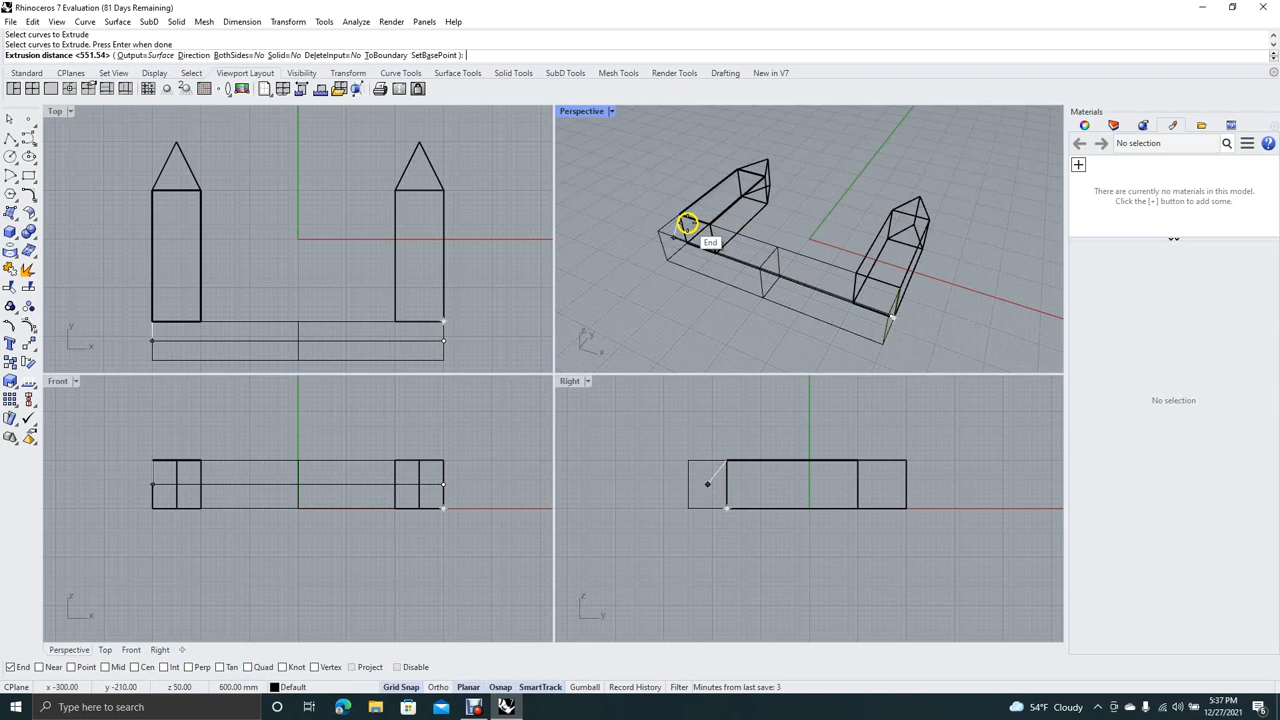 Rhinoceros 7 Evaluation (81 Days Remaining)
File Edit View Curve Surface SubD Solid Mesh Dimension Transform Tools Analyze Render Panels Help
Select curves to Extrude
Select curves to Extrude. Press Enter when done
Extrusion distance <551.54> ( Output=Surface Direction BothSides=No Solid=No DeleteInput=No ToBoundary SetBasePoint ):
Standard CPlanes Set View Display Select Viewport Layout Visibility Transform Curve Tools Surface Tools Solid Tools SubD Tools Mesh Tools Render Tools Drafting New in V7
Top
Perspective
Materials
No selection
There are currently no materials in this model.
Click the [+] button to add some.
End
y
x
z
y
x
Front
Right
No selection
z
x
z
y
Perspective Top Front Right
End Near Point Mid Cen Int Perp Tan Quad Knot Vertex Project Disable
CPlane x -300.00 y -210.00 z 50.00 600.00 mm Default Grid Snap Ortho Planar Osnap SmartTrack Gumball Record History Filter Minutes from last save: 3
Type here to search
54°F Cloudy
5:37 PM
12/27/2021